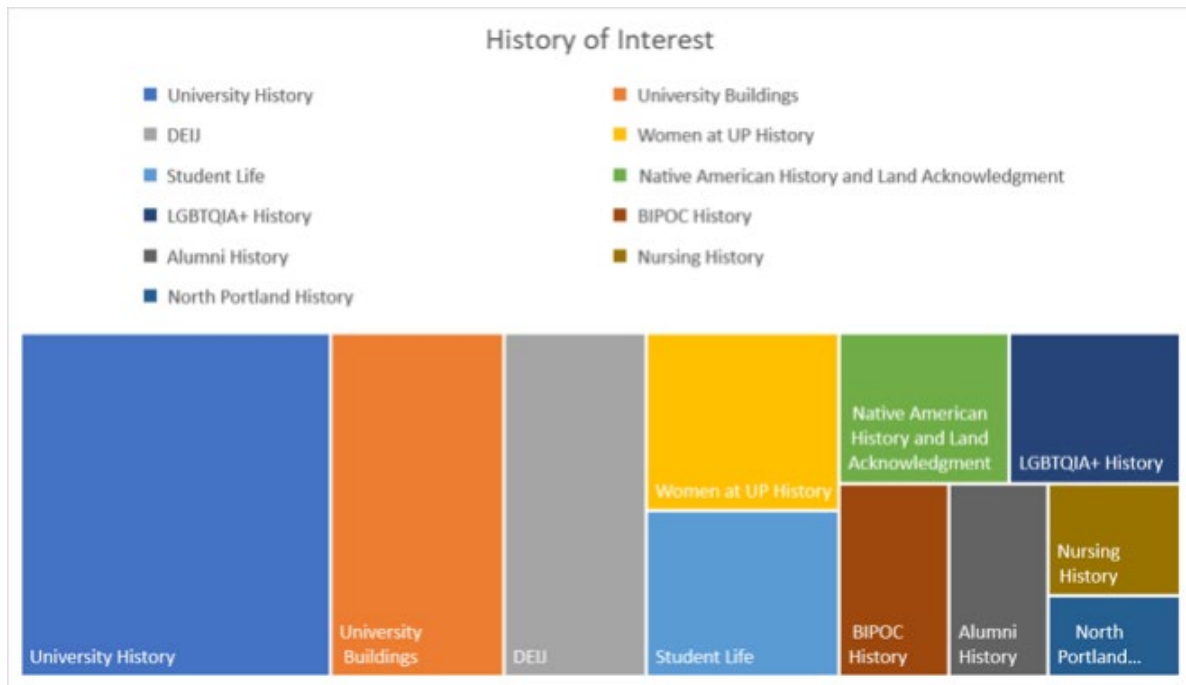 History of Interest
University History
University Buildings
DEIJ
Women at UP History
Student Life
Native American History and Land Acknowledgment
LGBTQIA+ History
BIPOC History
Alumni History
Nursing History
North Portland History
University History
University
Buildings
DEIJ
Women at UP History
Student Life
Native American
History and Land
Acknowledgment
LGBTQIA+ History
BIPOC
History
Alumni
History
Nursing
History
North
Portland...